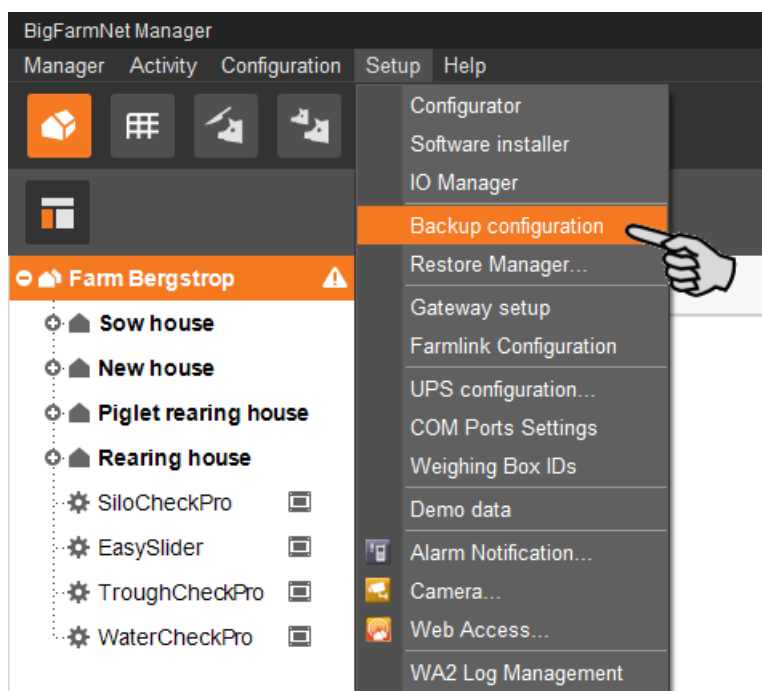 BigFarmNet Manager
Manager Activity Configuration Setup Help
Configurator
Software installer
IO Manager
Backup configuration
Restore Manager...
Gateway setup
Farmlink Configuration
UPS configuration...
COM Ports Settings
Weighing Box IDs
Demo data
Alarm Notification...
Camera...
Web Access...
WA2 Log Management
Farm Bergstrop
Sow house
New house
Piglet rearing house
Rearing house
SiloCheckPro
EasySlider
TroughCheckPro
WaterCheckPro